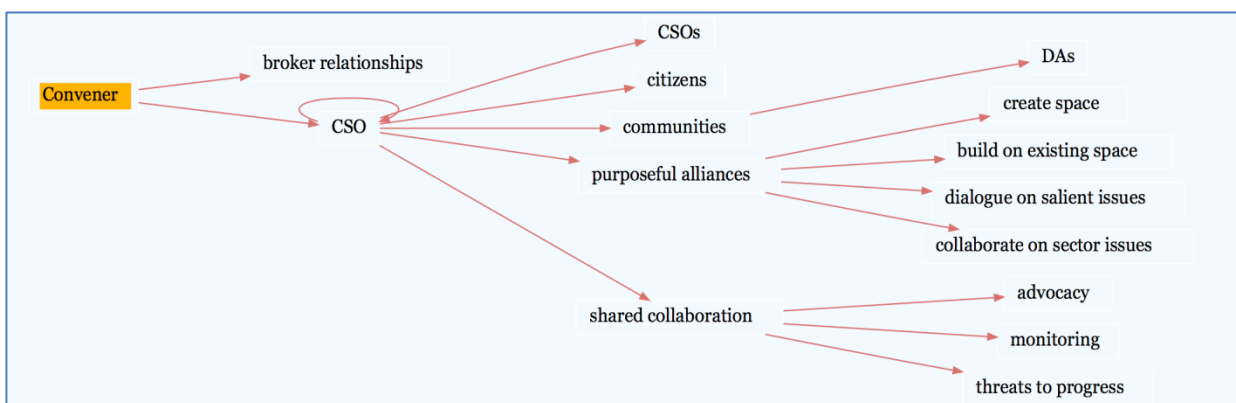 Convener
broker relationships
CSO
CSOs
citizens
communities
purposeful alliances
shared collaboration
DAs
create space
build on existing space
dialogue on salient issues
collaborate on sector issues
advocacy
monitoring
threats to progress